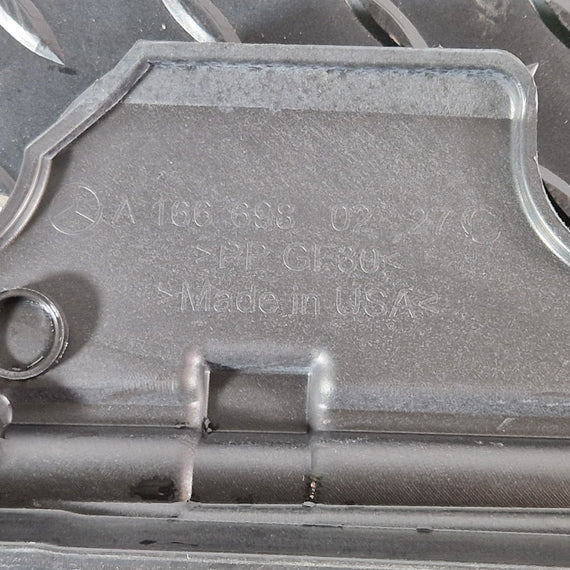 A 166 698 02 27 C
>PP GF30<
>Made in USA<